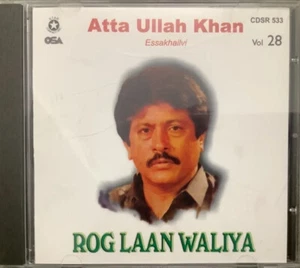 OSA
Atta Ullah Khan
CDSR 533
Essakhailvi
Vol 28
ROG LAAN WALIYA